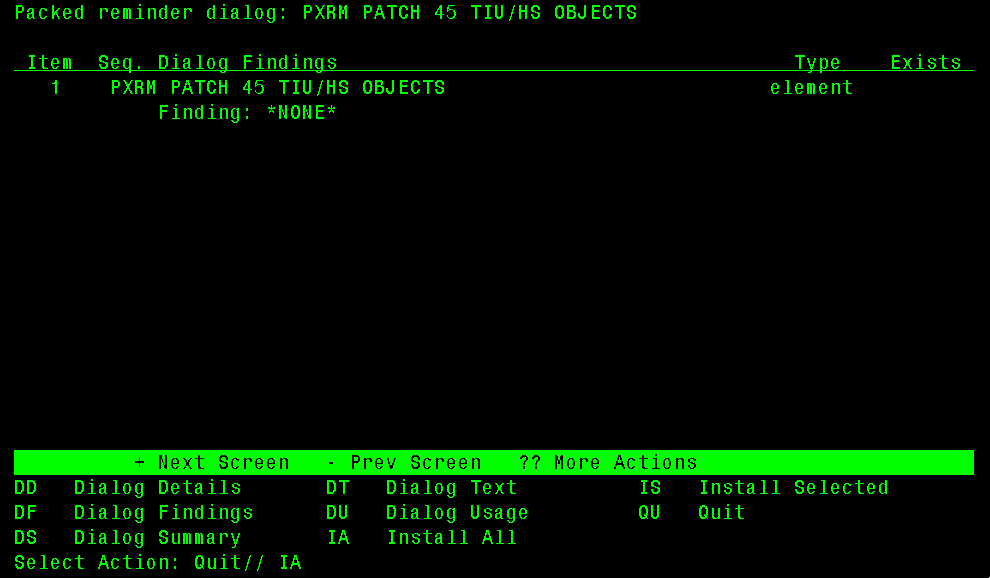 Packed reminder dialog: PXRM PATCH 45 TIU/HS OBJECTS
Item  Seq. Dialog Findings  Type  Exists
1  PXRM PATCH 45 TIU/HS OBJECTS  element
Finding: *NONE*
+ Next Screen  - Prev Screen  ?? More Actions
DD  Dialog Details  DT  Dialog Text  IS  Install Selected
DF  Dialog Findings  DU  Dialog Usage  QU  Quit
DS  Dialog Summary  IA  Install All
Select Action: Quit// IA